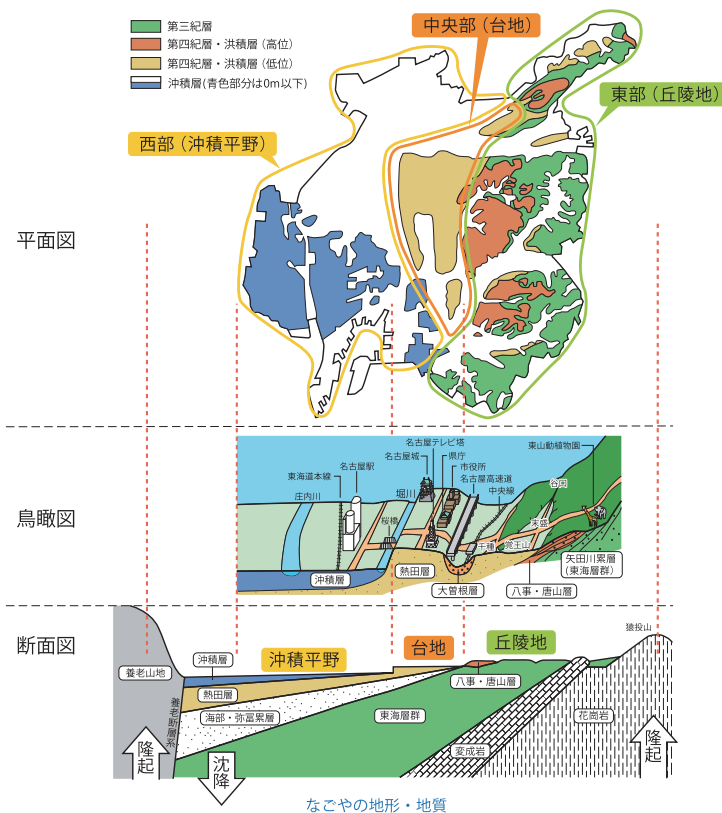 第三紀層
第四紀層・洪積層（高位）
第四紀層・洪積層（低位）
沖積層(青色部分は0m以下)
中央部（台地）
東部（丘陵地）
西部（沖積平野）
平面図
鳥瞰図
名古屋テレビ塔
名古屋城
県庁
市役所
名古屋高速道
中央線
東山動植物園
東海道本線
名古屋駅
庄内川
堀川
桜橋
谷口
末盛
千種
覚王山
沖積層
熱田層
大曽根層
八事・唐山層
矢田川累層
(東海層群)
断面図
猿投山
養老山地
沖積層
沖積平野
台地
丘陵地
熱田層
八事・唐山層
海部・弥冨累層
東海層群
花崗岩
変成岩
養老断層系
隆起
沈降
隆起
なごやの地形・地質